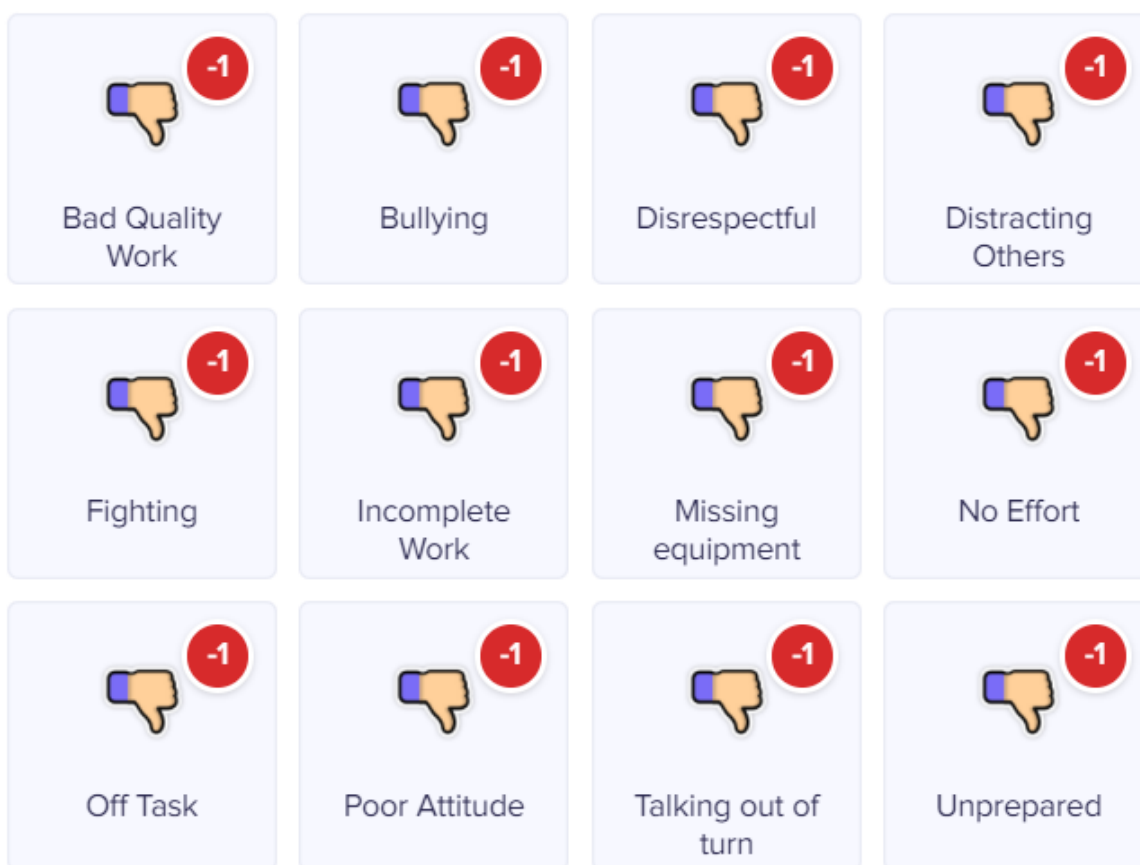 -1
Bad Quality
Work
-1
Bullying
-1
Disrespectful
-1
Distracting
Others
-1
Fighting
-1
Incomplete
Work
-1
Missing
equipment
-1
No Effort
-1
Off Task
-1
Poor Attitude
-1
Talking out of
turn
-1
Unprepared